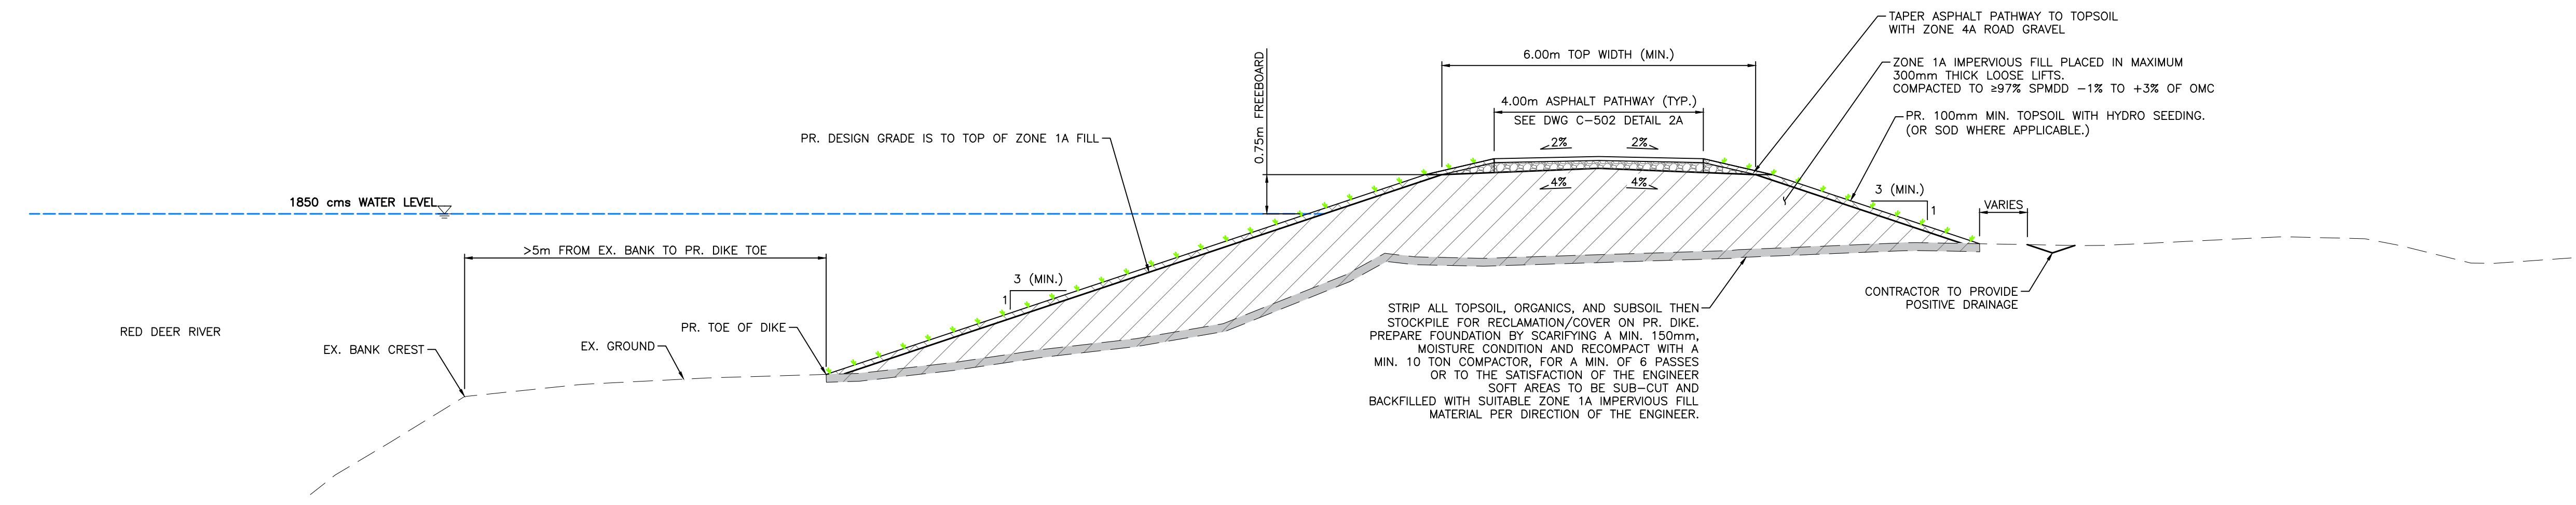 TAPER ASPHALT PATHWAY TO TOPSOIL
WITH ZONE 4A ROAD GRAVEL
6.00m TOP WIDTH (MIN.)
ZONE 1A IMPERVIOUS FILL PLACED IN MAXIMUM
300mm THICK LOOSE LIFTS.
COMPACTED TO ≥97% SPMDD -1% TO +3% OF OMC
0.75m FREEBOARD
4.00m ASPHALT PATHWAY (TYP.)
SEE DWG C-502 DETAIL 2A
PR. 100mm MIN. TOPSOIL WITH HYDRO SEEDING.
(OR SOD WHERE APPLICABLE.)
PR. DESIGN GRADE IS TO TOP OF ZONE 1A FILL
2%
2%
4%
4%
3 (MIN.)
1
VARIES
1850 cms WATER LEVEL
>5m FROM EX. BANK TO PR. DIKE TOE
3 (MIN.)
1
CONTRACTOR TO PROVIDE
POSITIVE DRAINAGE
STRIP ALL TOPSOIL, ORGANICS, AND SUBSOIL THEN
STOCKPILE FOR RECLAMATION/COVER ON PR. DIKE.
PREPARE FOUNDATION BY SCARIFYING A MIN. 150mm,
MOISTURE CONDITION AND RECOMPACT WITH A
MIN. 10 TON COMPACTOR, FOR A MIN. OF 6 PASSES
OR TO THE SATISFACTION OF THE ENGINEER
SOFT AREAS TO BE SUB-CUT AND
BACKFILLED WITH SUITABLE ZONE 1A IMPERVIOUS FILL
MATERIAL PER DIRECTION OF THE ENGINEER.
RED DEER RIVER
PR. TOE OF DIKE
EX. BANK CREST
EX. GROUND